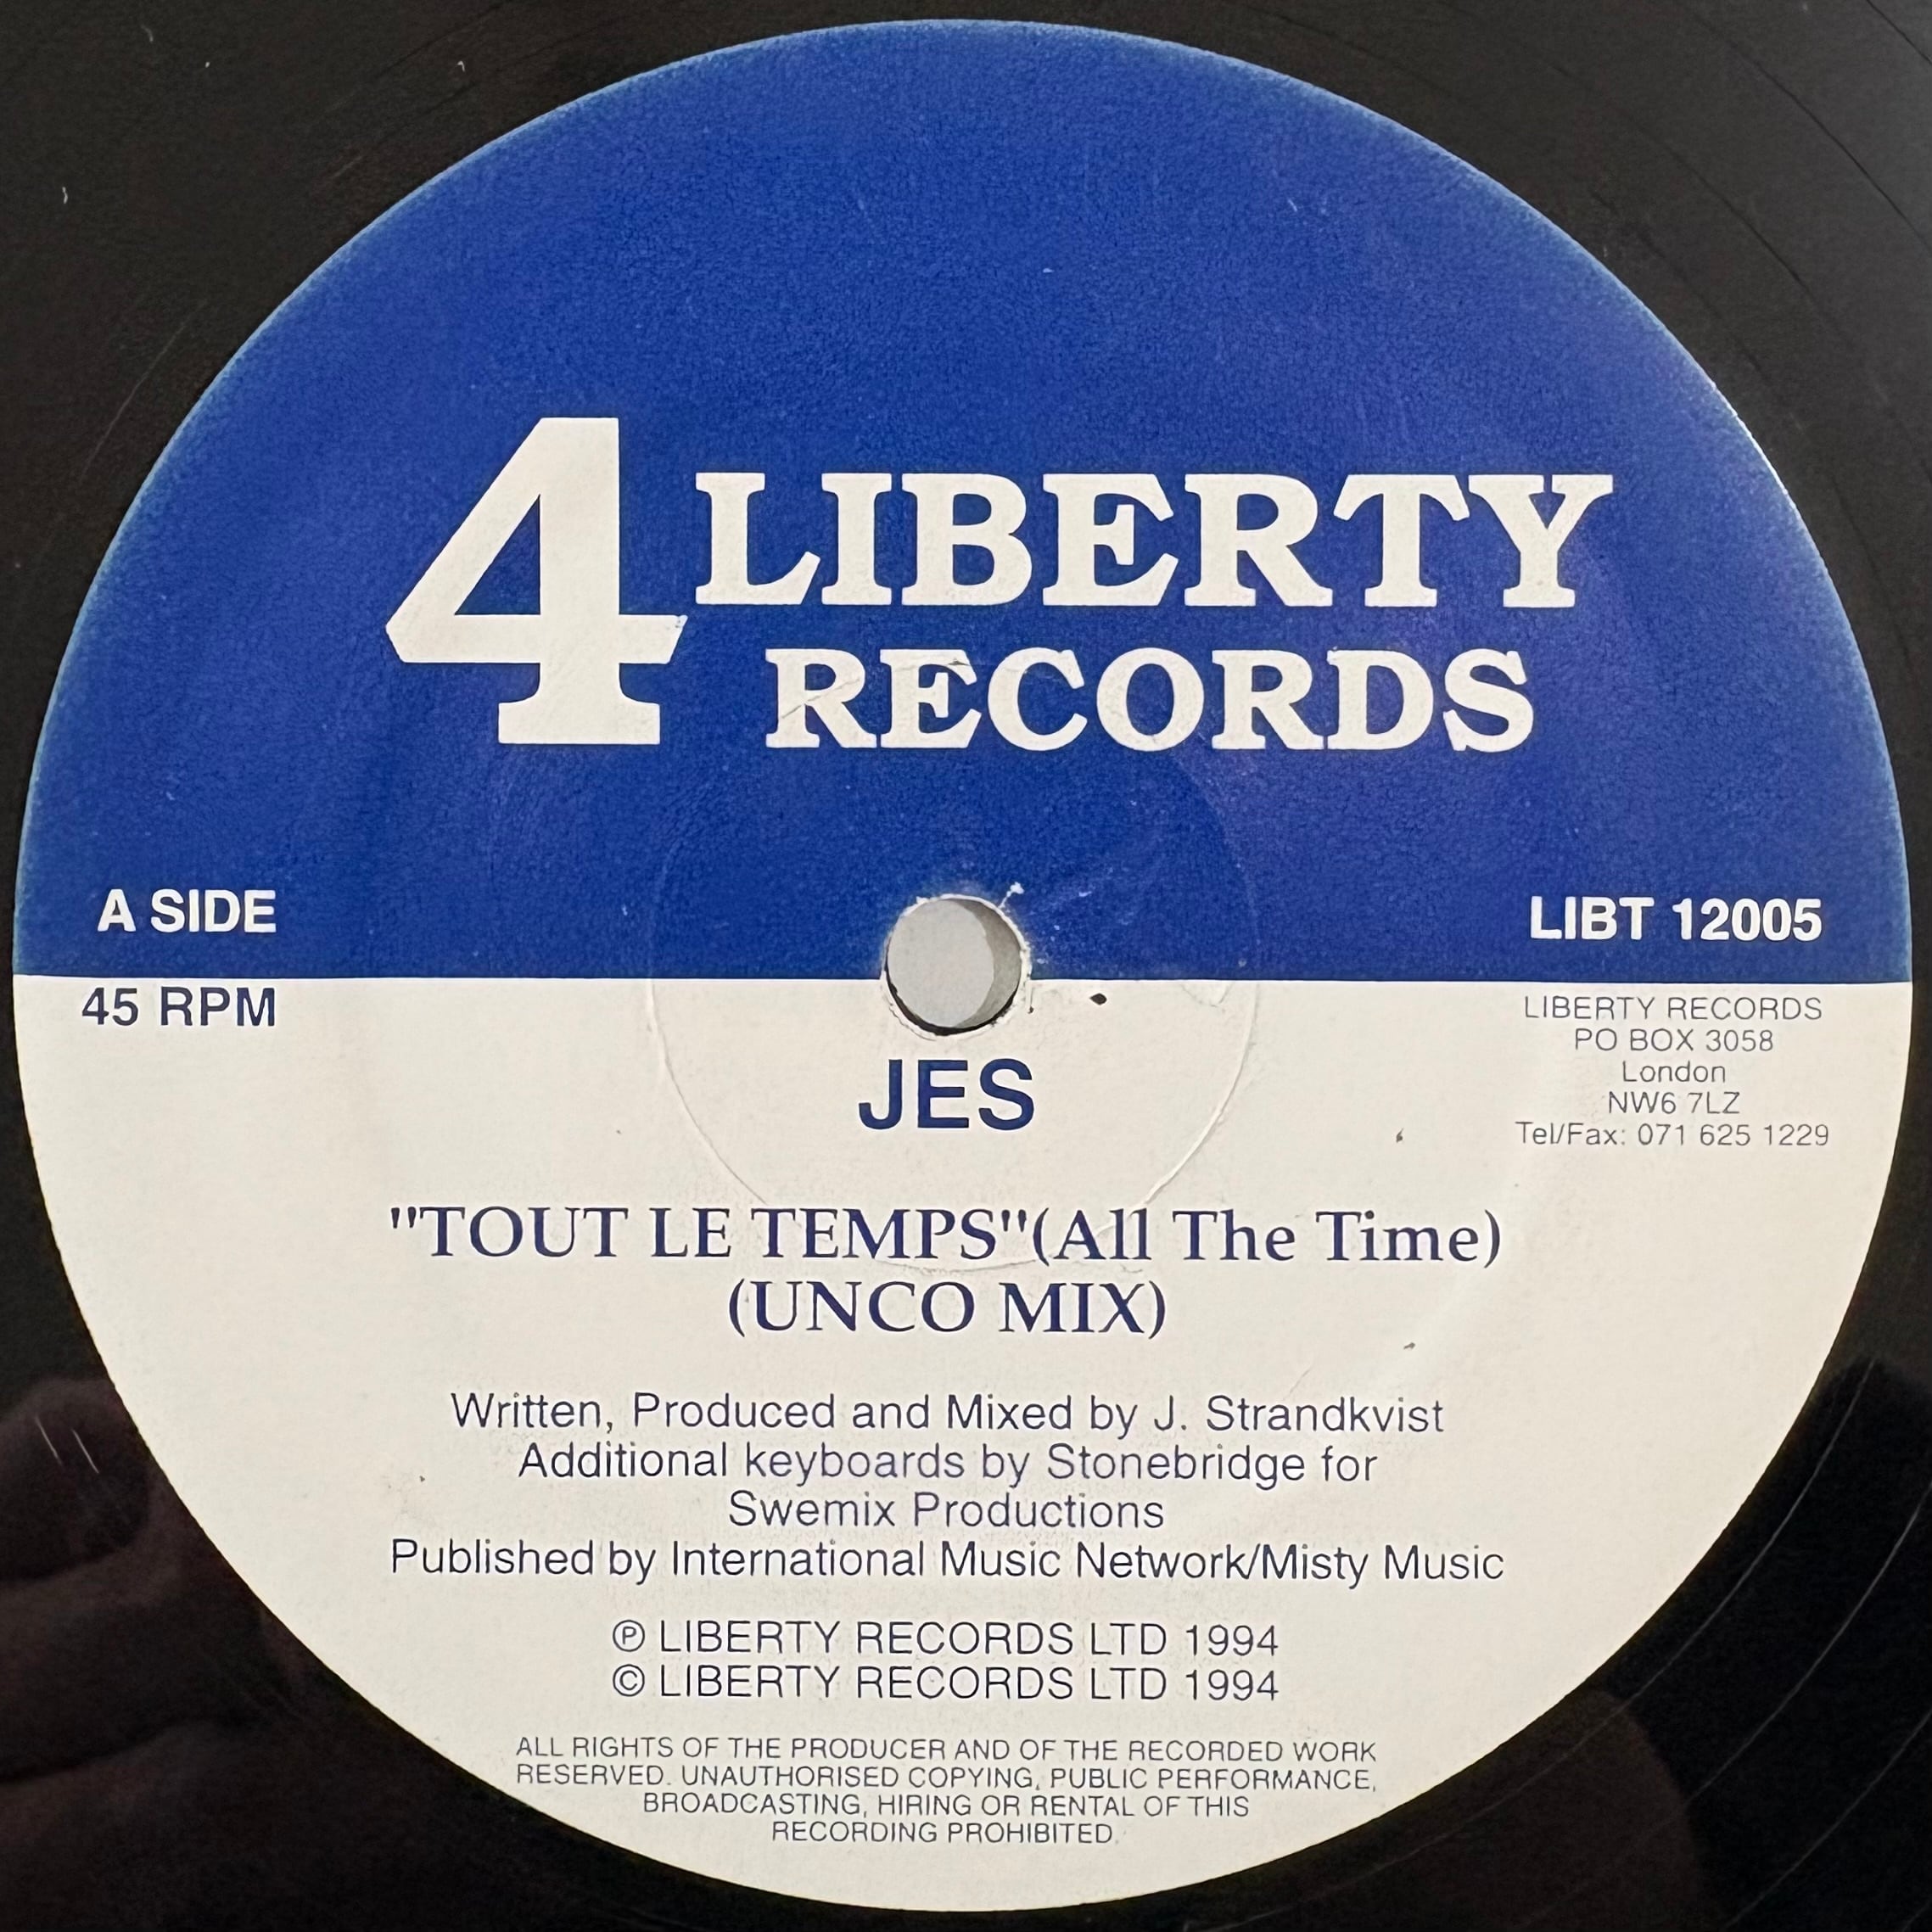 4 LIBERTY
RECORDS
A SIDE
LIBT 12005
45 RPM
LIBERTY RECORDS
PO BOX 3058
London
NW6 7LZ
Tel/Fax: 071 625 1229
JES
"TOUT LE TEMPS"(All The Time)
(UNCO MIX)
Written, Produced and Mixed by J. Strandkvist
Additional keyboards by Stonebridge for
Swemix Productions
Published by International Music Network/Misty Music
℗ LIBERTY RECORDS LTD 1994
© LIBERTY RECORDS LTD 1994
ALL RIGHTS OF THE PRODUCER AND OF THE RECORDED WORK
RESERVED. UNAUTHORISED COPYING, PUBLIC PERFORMANCE,
BROADCASTING, HIRING OR RENTAL OF THIS
RECORDING PROHIBITED.